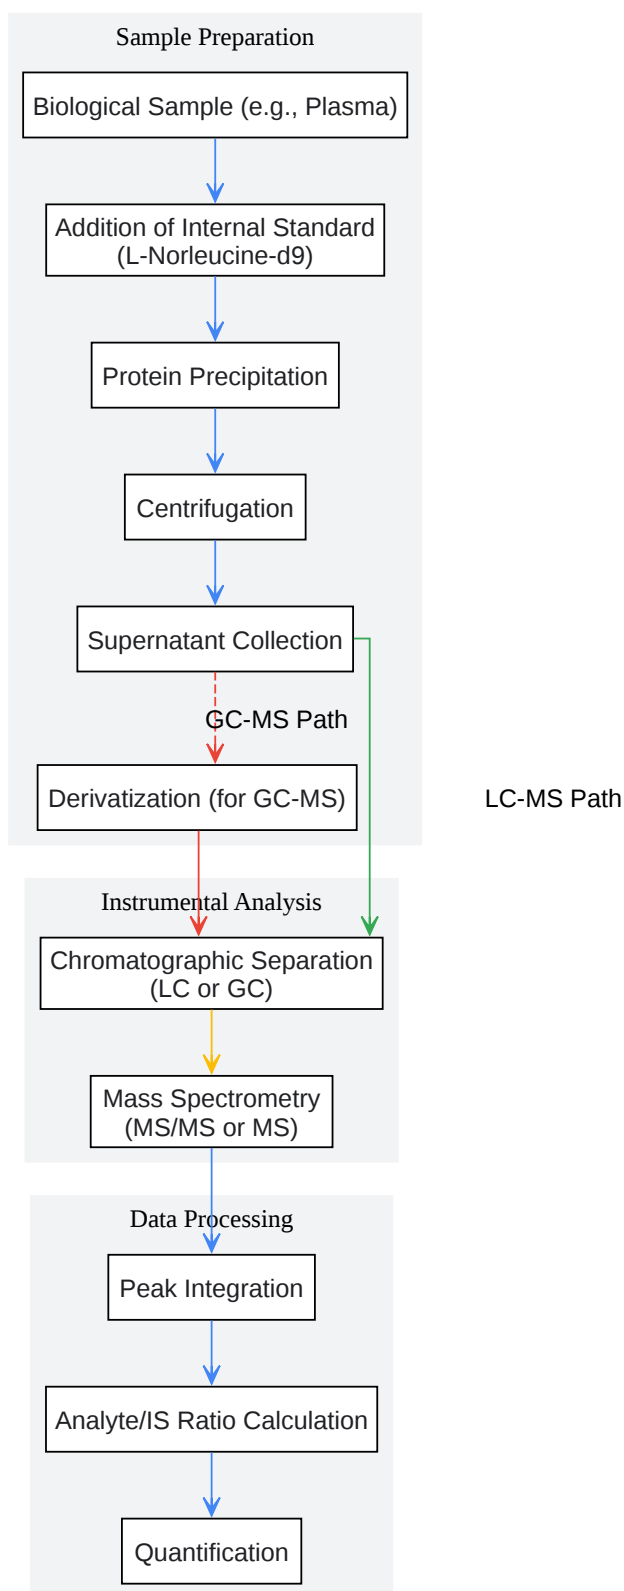 Sample Preparation
Biological Sample (e.g., Plasma)
Addition of Internal Standard
(L-Norleucine-d9)
Protein Precipitation
Centrifugation
Supernatant Collection
GC-MS Path
Derivatization (for GC-MS)
LC-MS Path
Instrumental Analysis
Chromatographic Separation
(LC or GC)
Mass Spectrometry
(MS/MS or MS)
Data Processing
Peak Integration
Analyte/IS Ratio Calculation
Quantification